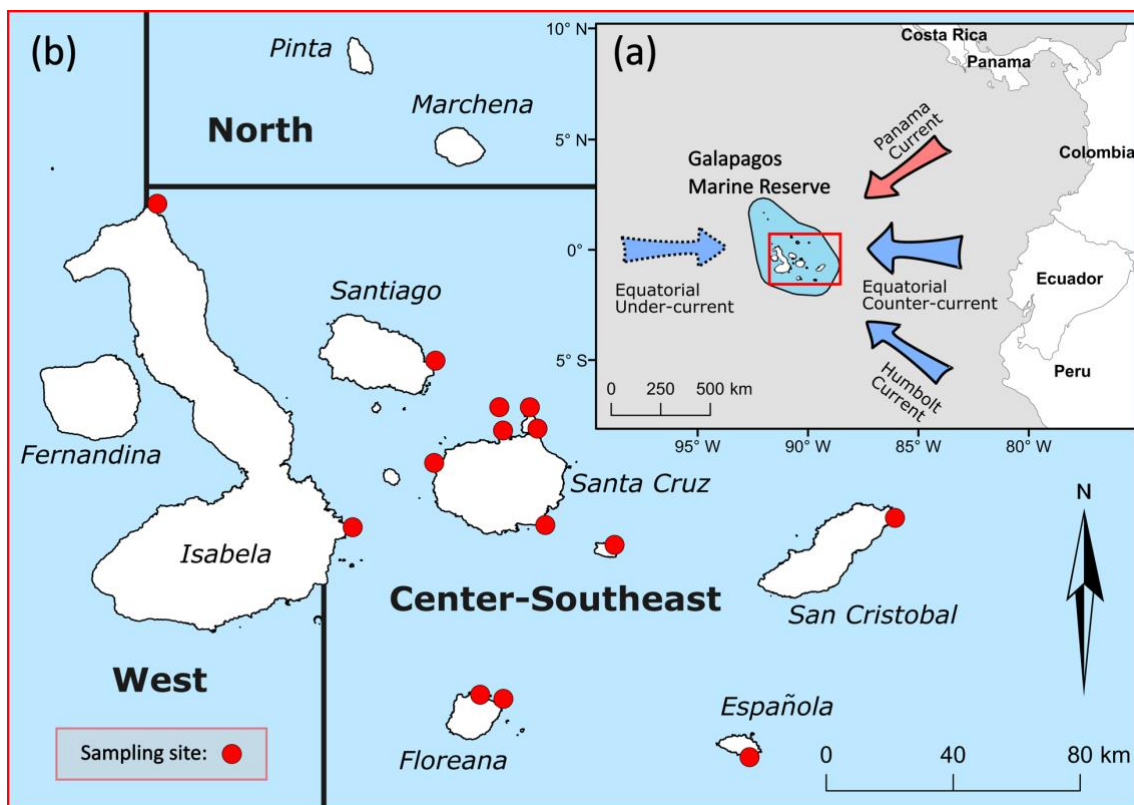 (b)
Pinta
Marchena
North
Santiago
Fernandina
Isabela
Santa Cruz
Center-Southeast
San Cristobal
West
Floreana
Española
Sampling site:
0 40 80 km
N
(a)
10° N
5° N
0°
5° S
95° W 90° W 85° W 80° W
Costa Rica
Panama
Colombia
Ecuador
Peru
Panama
Current
Galapagos
Marine Reserve
Equatorial
Under-current
Equatorial
Counter-current
Humbolt
Current
0 250 500 km